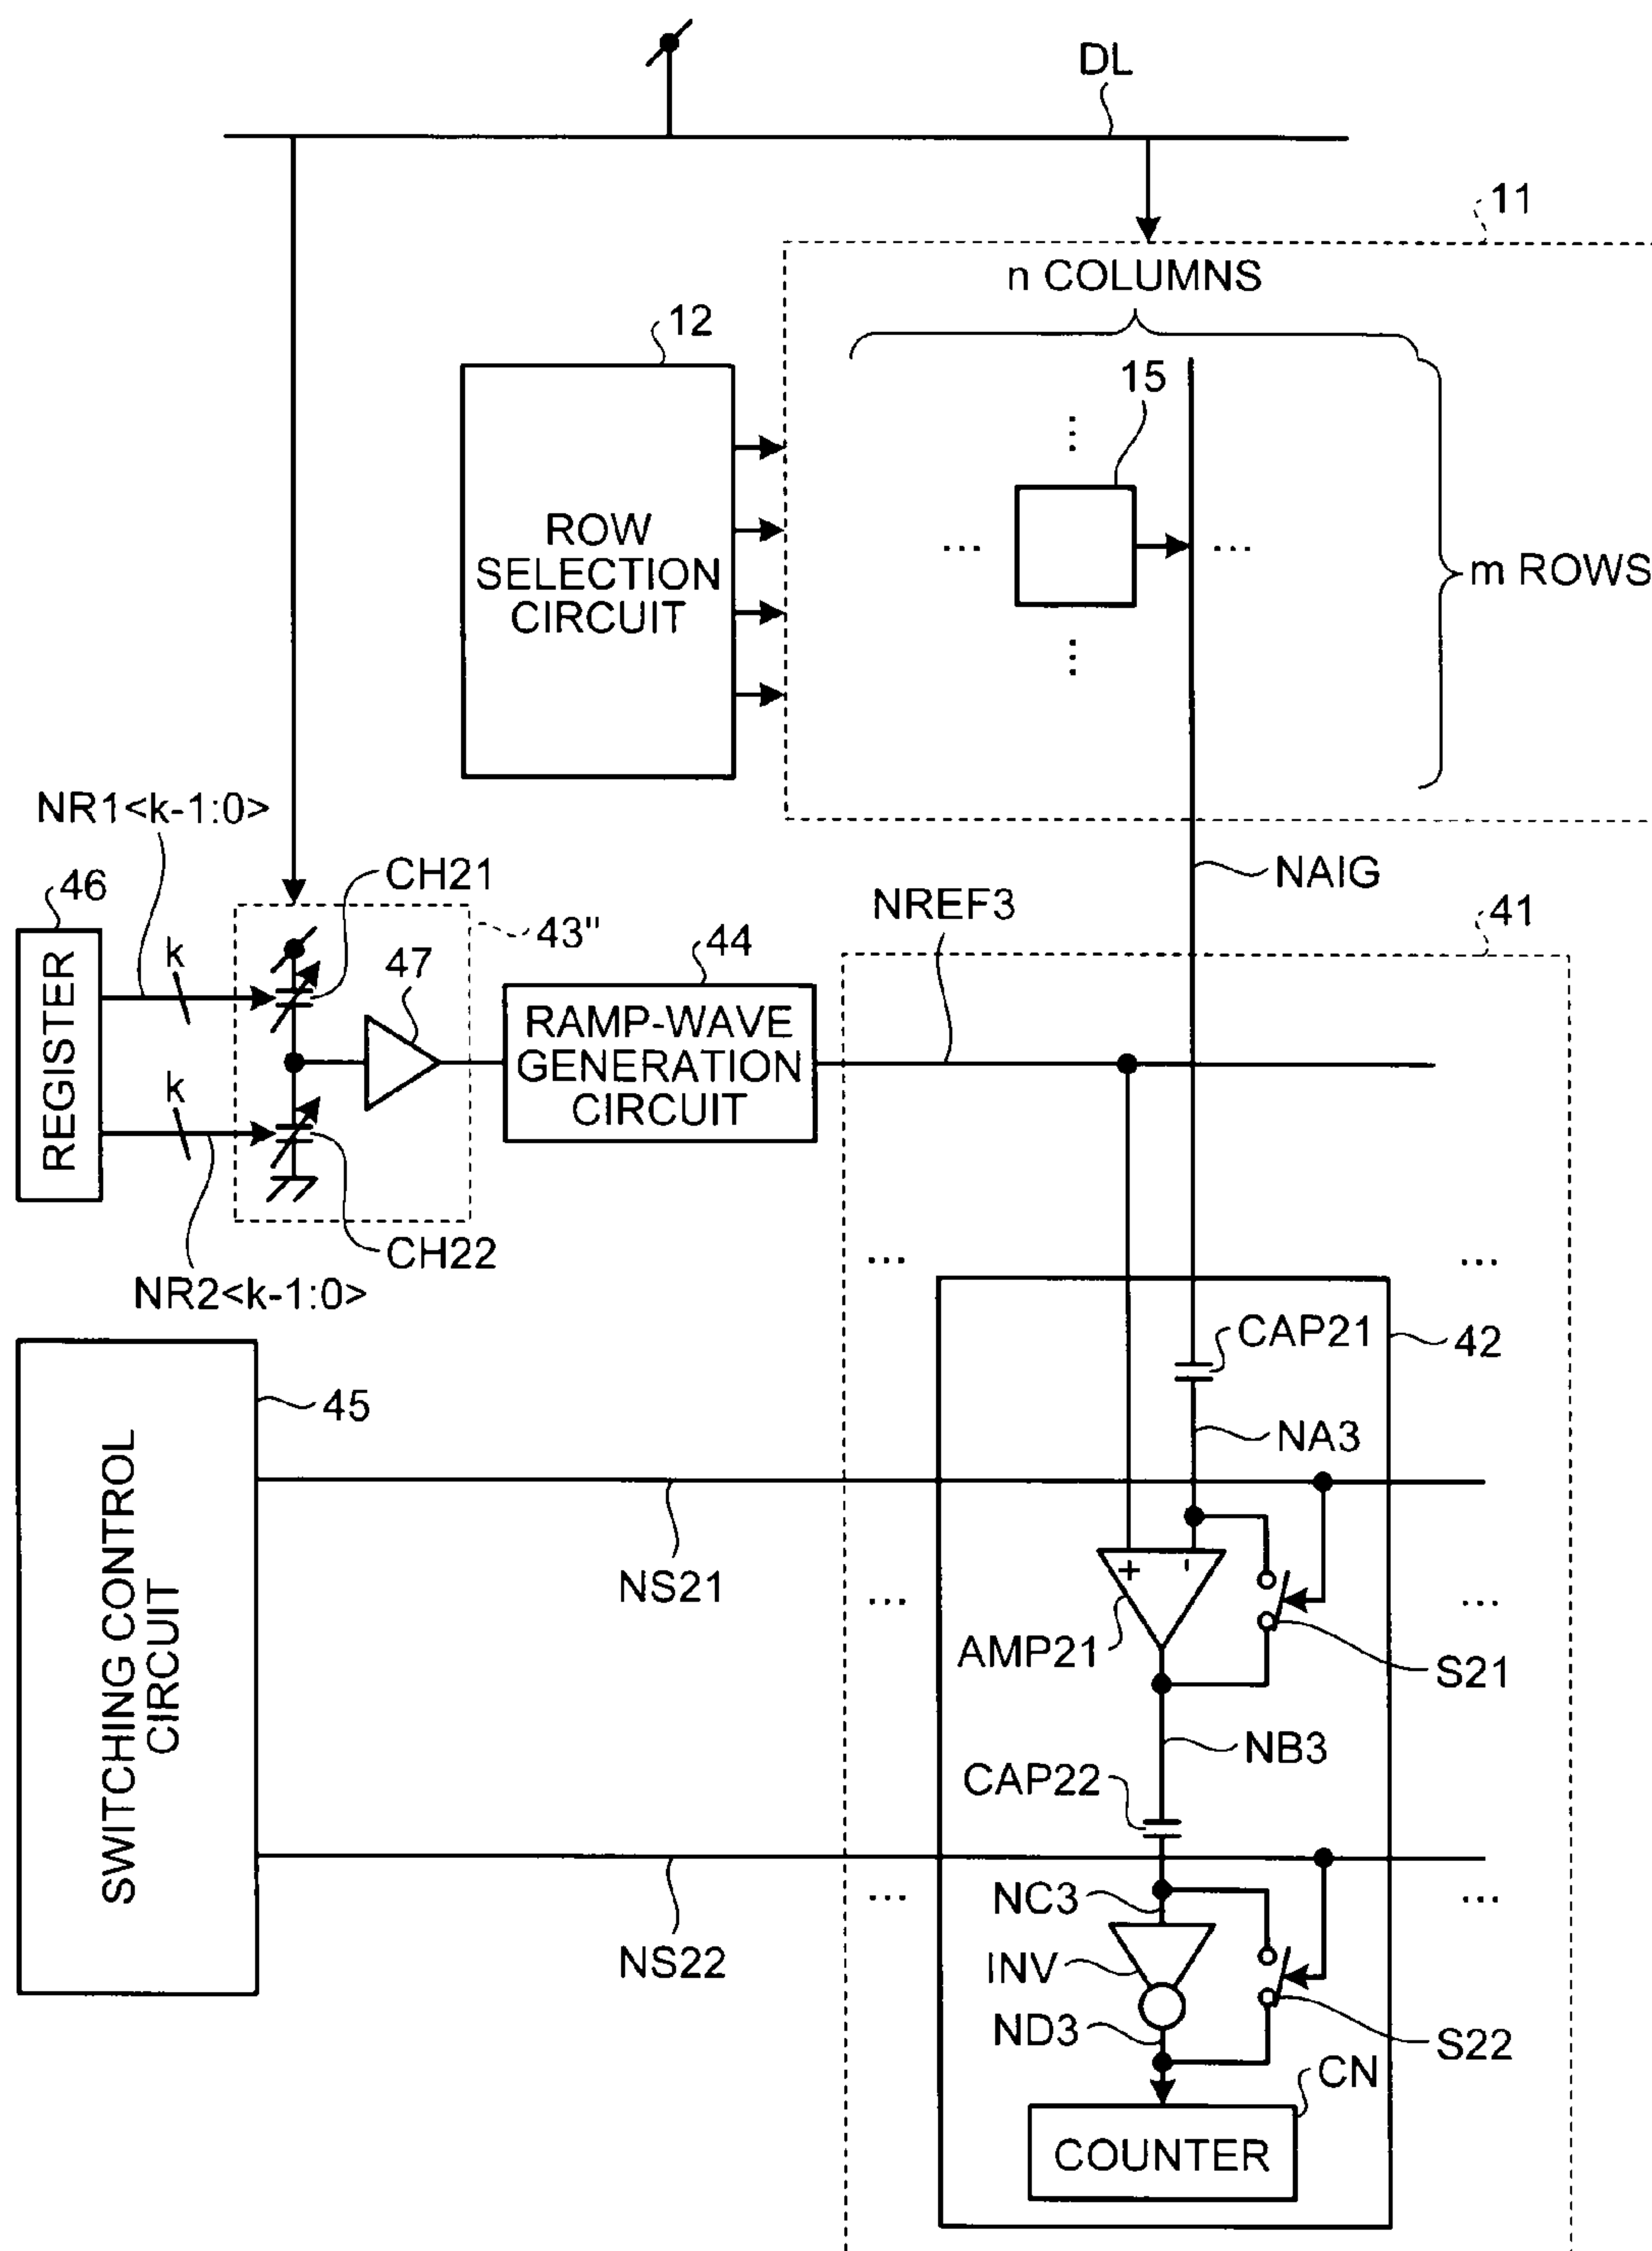 DL
11
n COLUMNS
12
15
ROW
SELECTION
CIRCUIT
...
...
...
...
m ROWS
NR1<k-1:0>
46
CH21
NAIG
NREF3
41
k
43"
47
44
REGISTER
RAMP-WAVE
GENERATION
CIRCUIT
k
CH22
NR2<k-1:0>
...
...
CAP21
42
45
NA3
SWITCHING CONTROL
CIRCUIT
NS21
+
-
...
...
AMP21
S21
NB3
CAP22
NC3
...
...
NS22
INV
ND3
S22
CN
COUNTER